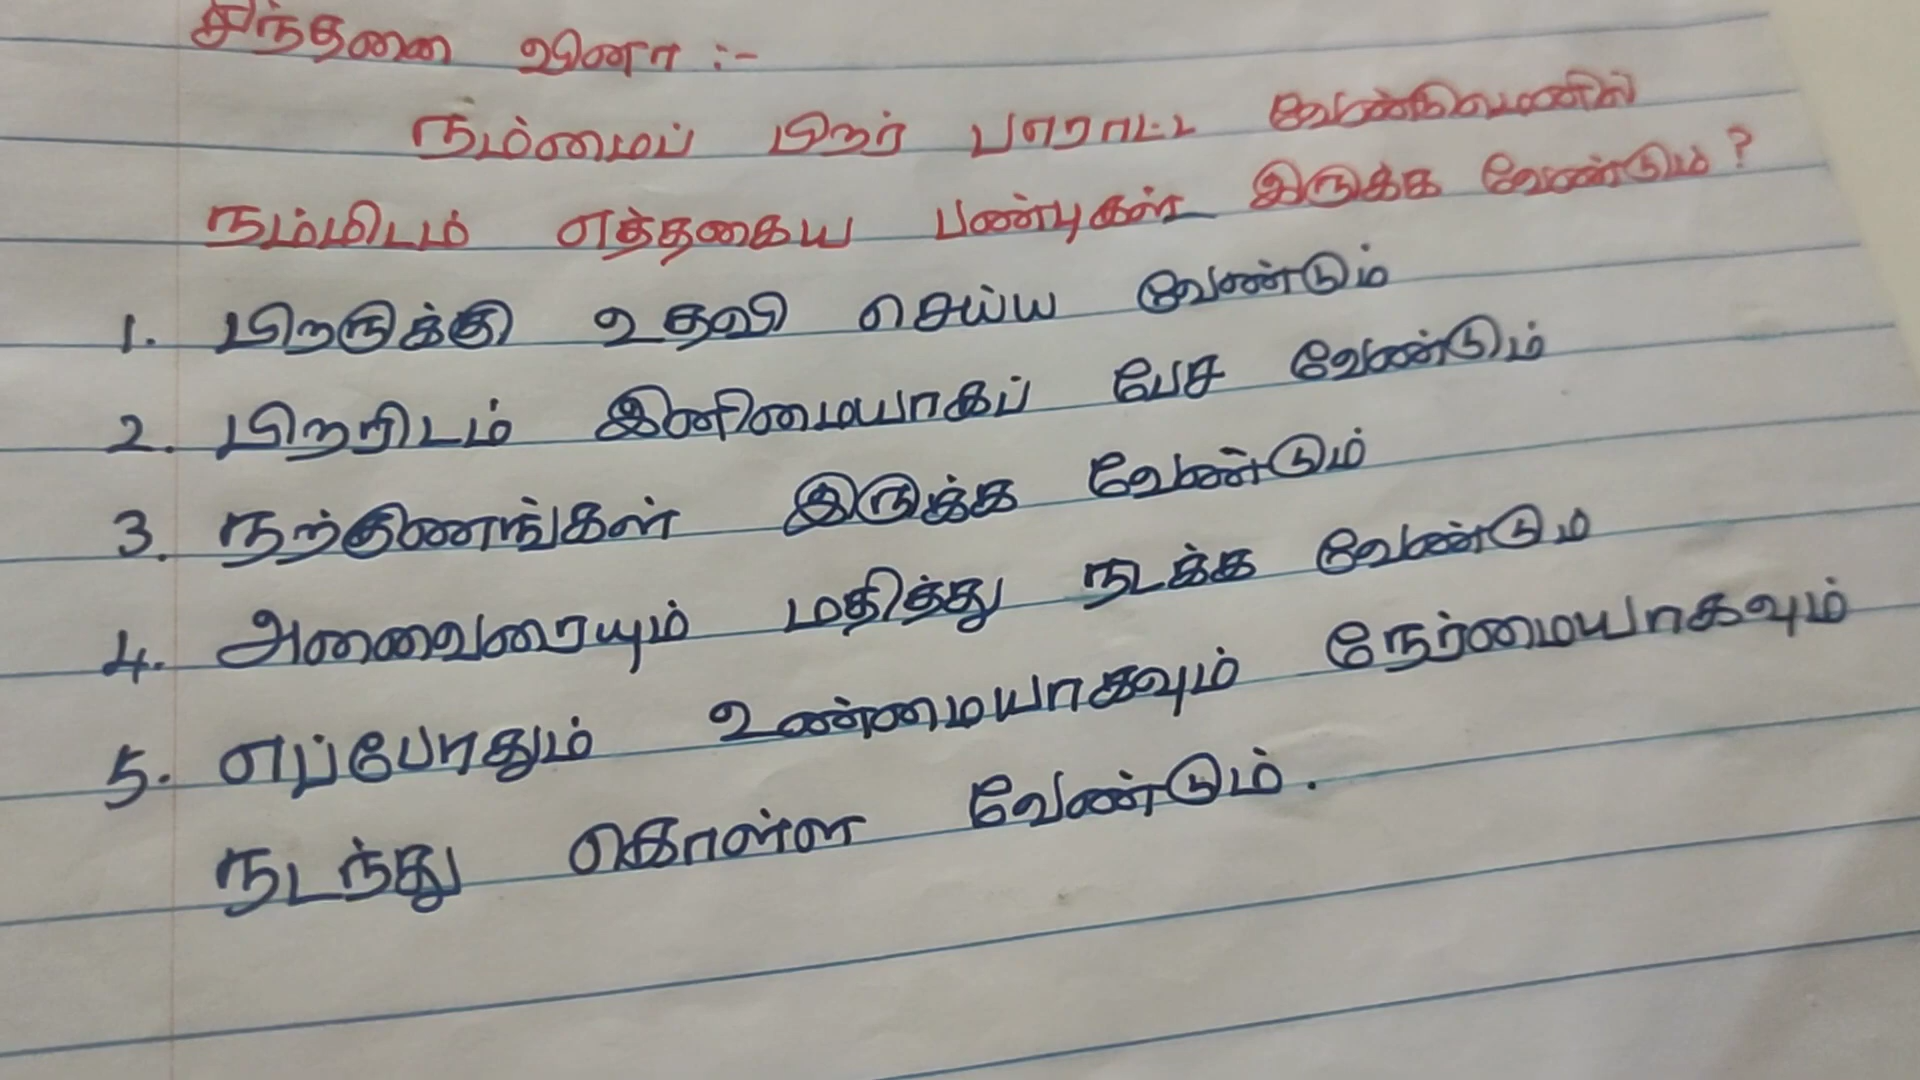 சிந்தனை வினா :-
நம்மைப் பிறர் பாராட்ட வேண்டுமெனில்
நம்மிடம் எத்தகைய பண்புகள் இருக்க வேண்டும்?
1. பிறருக்கு உதவி செய்ய வேண்டும்
2. பிறரிடம் இனிமையாகப் பேச வேண்டும்
3. நற்குணங்கள் இருக்க வேண்டும்
4. அனைவரையும் மதித்து நடக்க வேண்டும்
5. எப்போதும் உண்மையாகவும் நேர்மையாகவும்
நடந்து கொள்ள வேண்டும்.